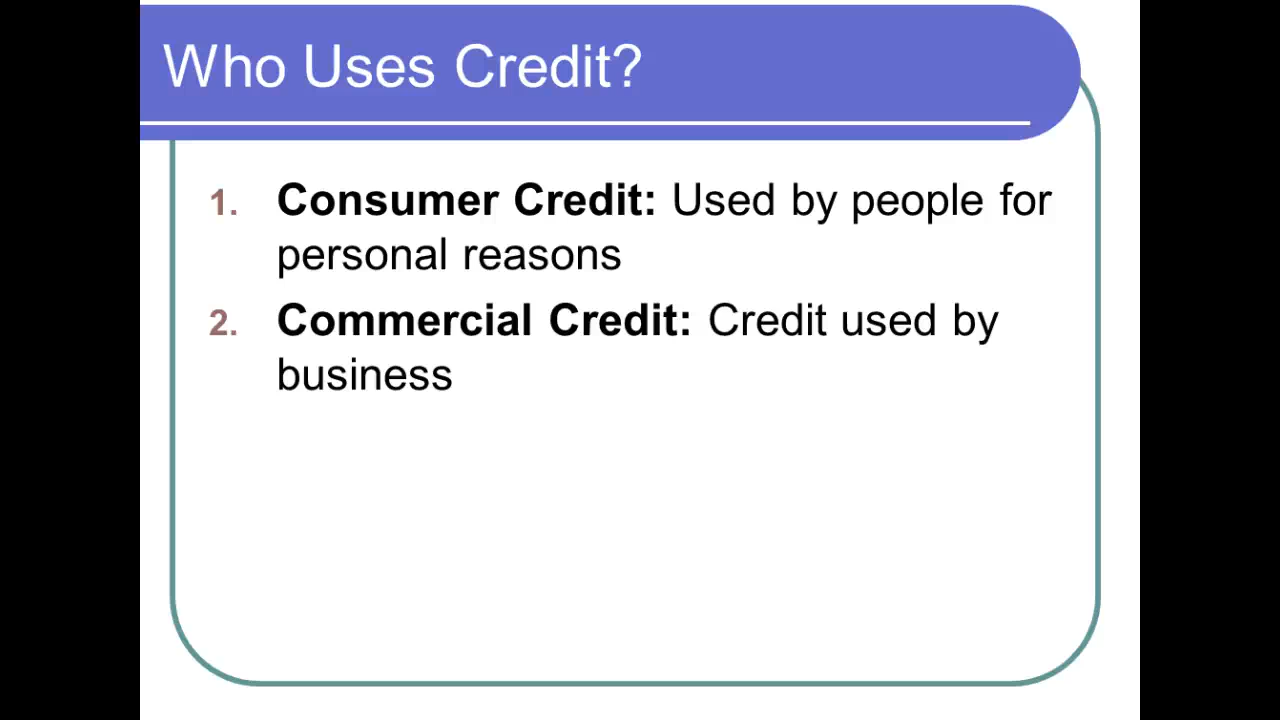 Who Uses Credit?
1. Consumer Credit: Used by people for
personal reasons
2. Commercial Credit: Credit used by
business